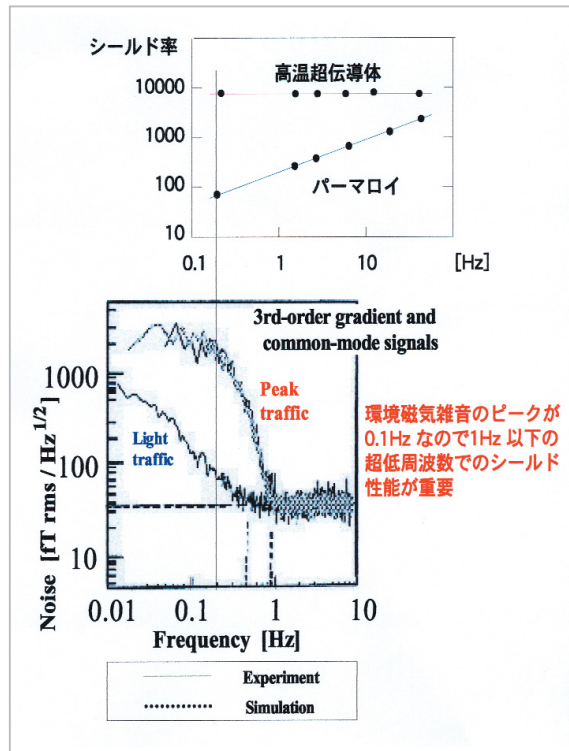 シールド率
高温超伝導体
10000
1000
パーマロイ
100
10
0.1 1 10 [Hz]
3rd-order gradient and
common-mode signals
Peak
traffic
Light
traffic
1000
100
10
Noise [fT rms / Hz1/2]
0.01 0.1 1 10
Frequency [Hz]
環境磁気雑音のピークが
0.1Hz なので1Hz 以下の
超低周波数でのシールド
性能が重要
Experiment
Simulation